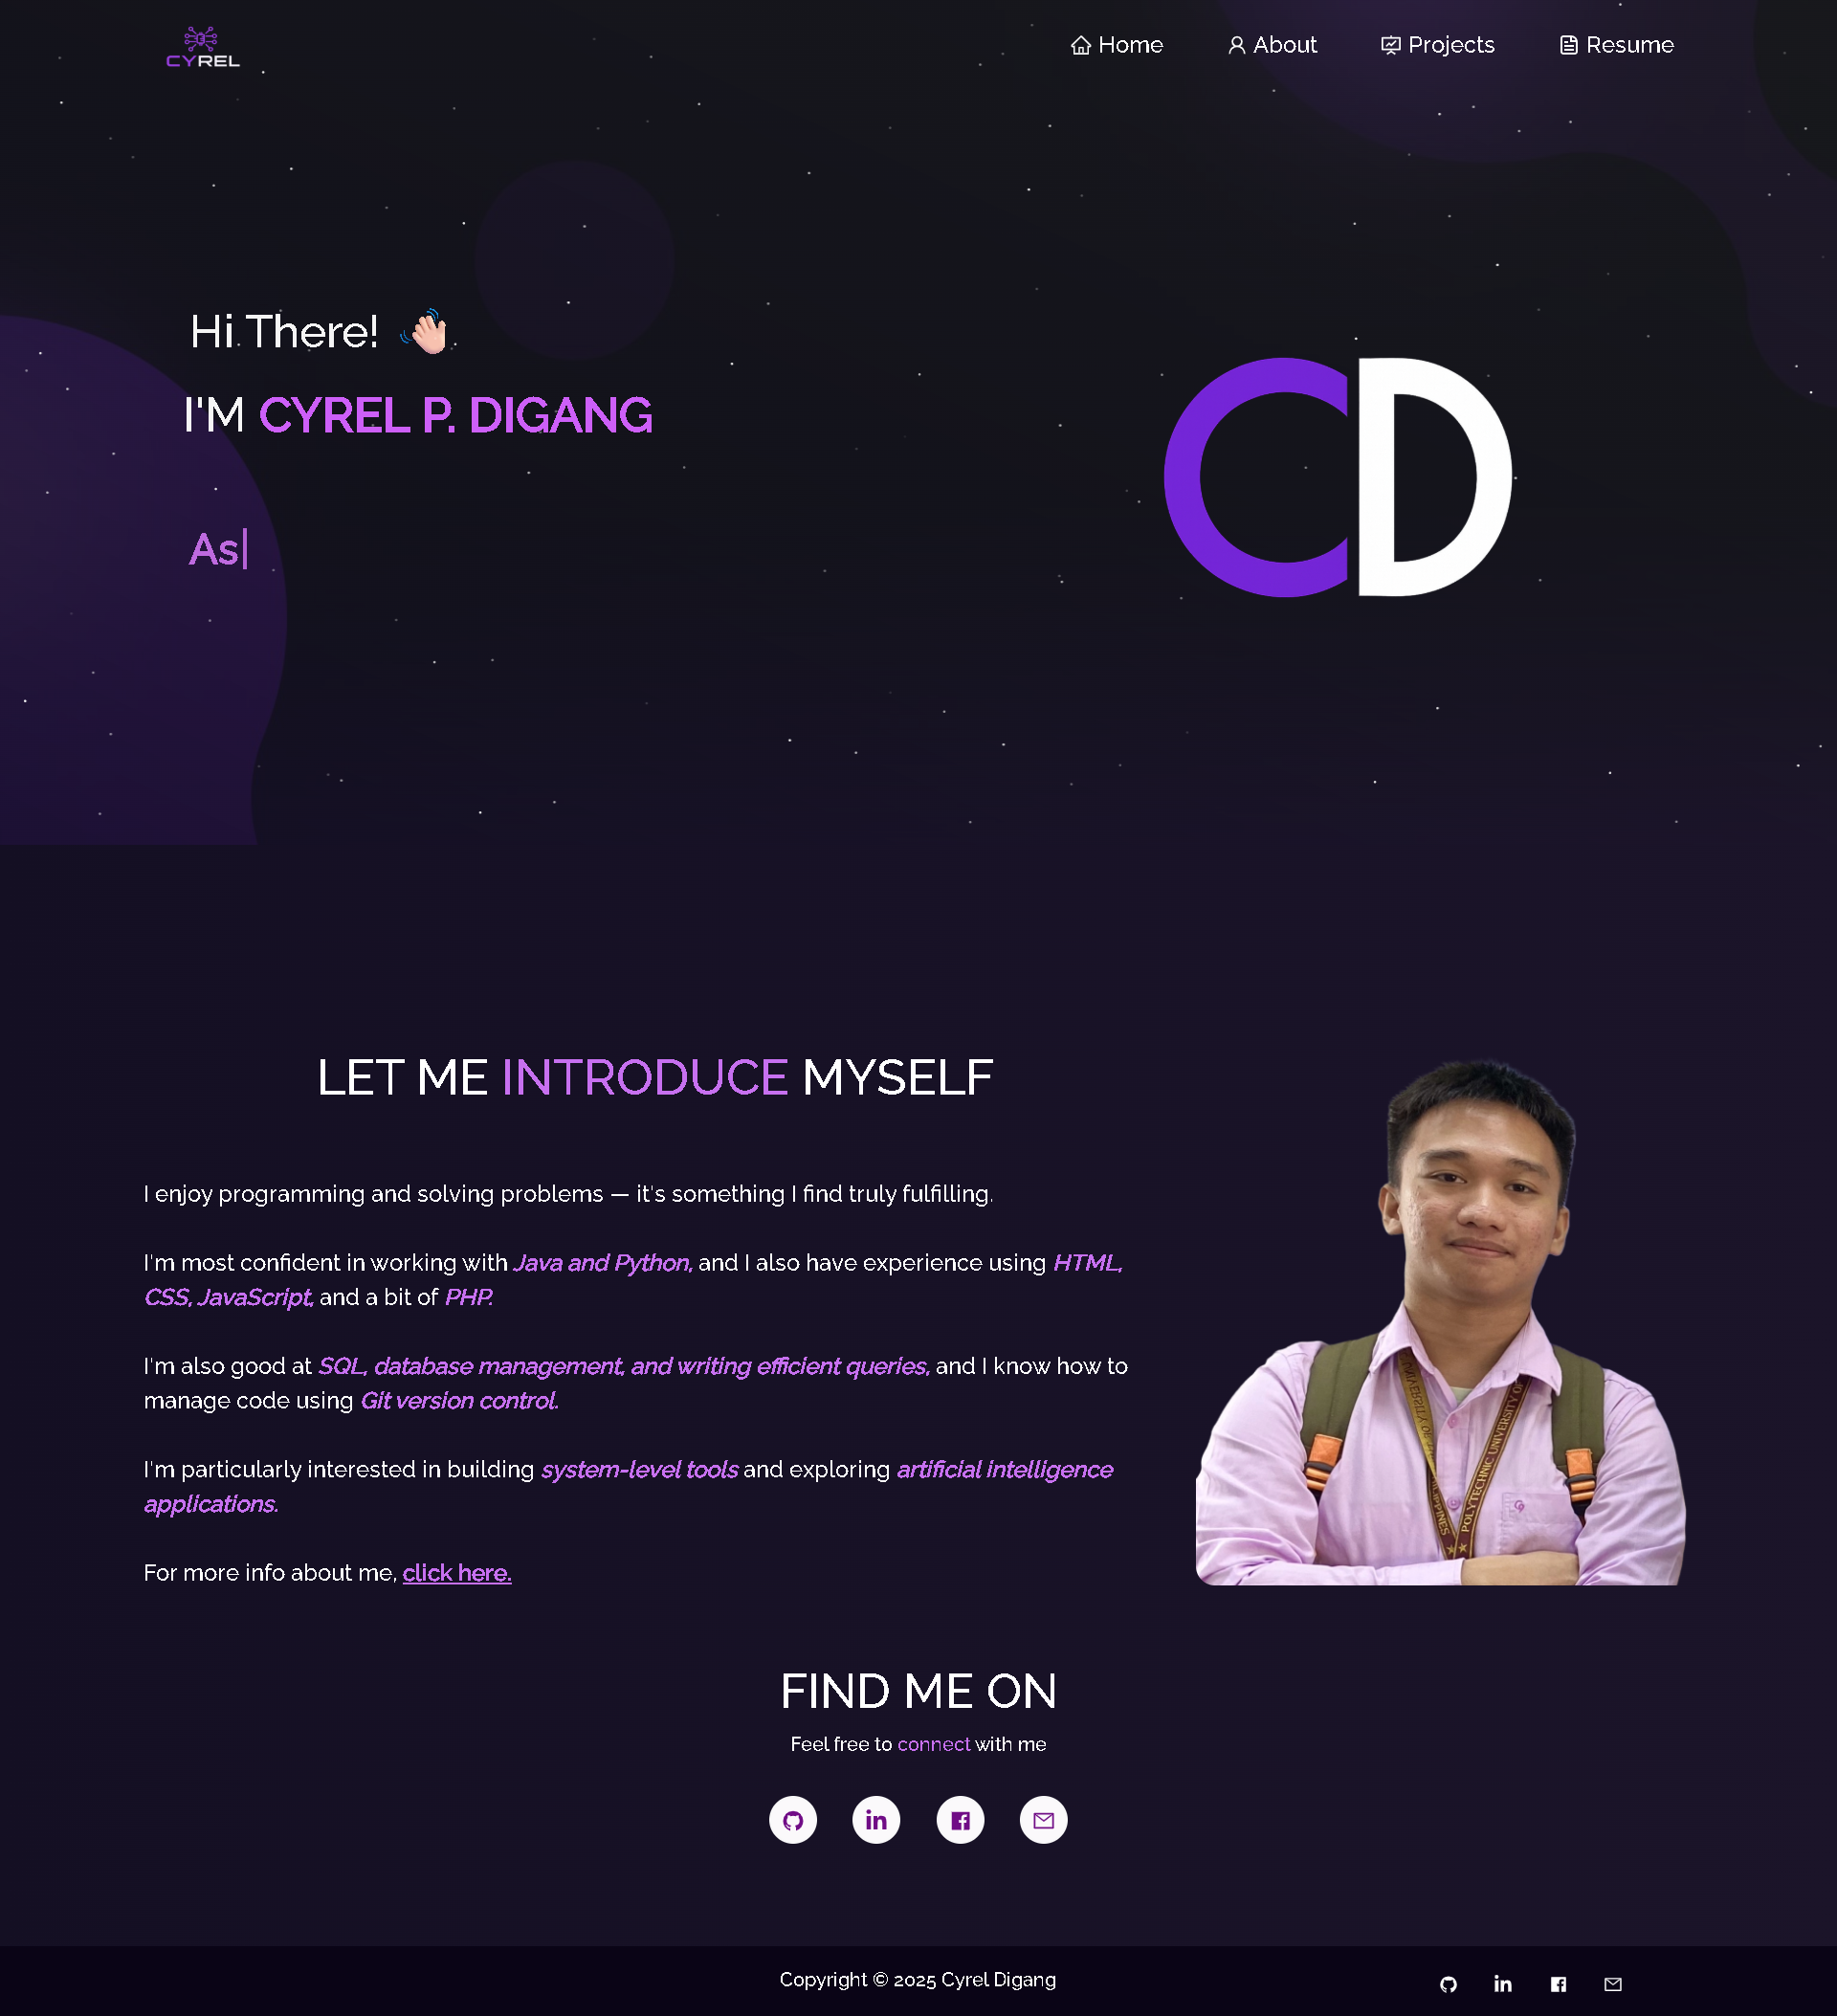 CYREL
Home
About
Projects
Resume
Hi There! 👋🏻
I'M CYREL P. DIGANG
As|
CD
LET ME INTRODUCE MYSELF
I enjoy programming and solving problems — it's something I find truly fulfilling.
I'm most confident in working with Java and Python, and I also have experience using HTML,
CSS, JavaScript, and a bit of PHP.
I'm also good at SQL, database management, and writing efficient queries, and I know how to
manage code using Git version control.
I'm particularly interested in building system-level tools and exploring artificial intelligence
applications.
For more info about me, click here.
POLYTECHNIC UNIVERSITY OF
FIND ME ON
Feel free to connect with me
in
Copyright © 2025 Cyrel Digang
in